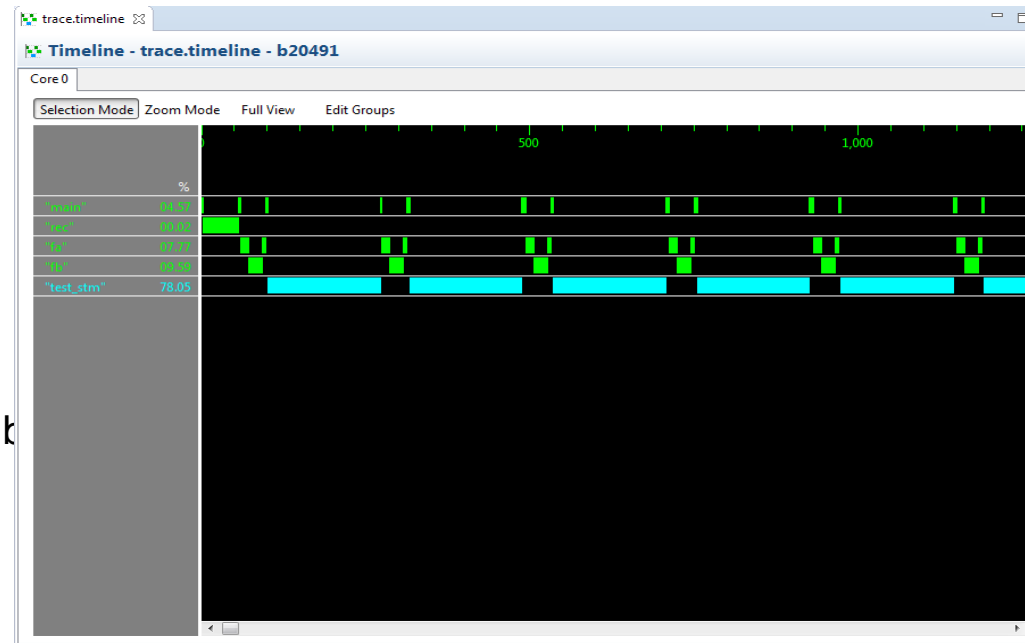 trace.timeline
Timeline - trace.timeline - b20491
Core 0
Selection Mode Zoom Mode Full View Edit Groups
0 500 1,000
%
"main" 04.57
"rec" 00.02
"fa" 07.77
"fb" 09.59
"test_stm" 78.05
b